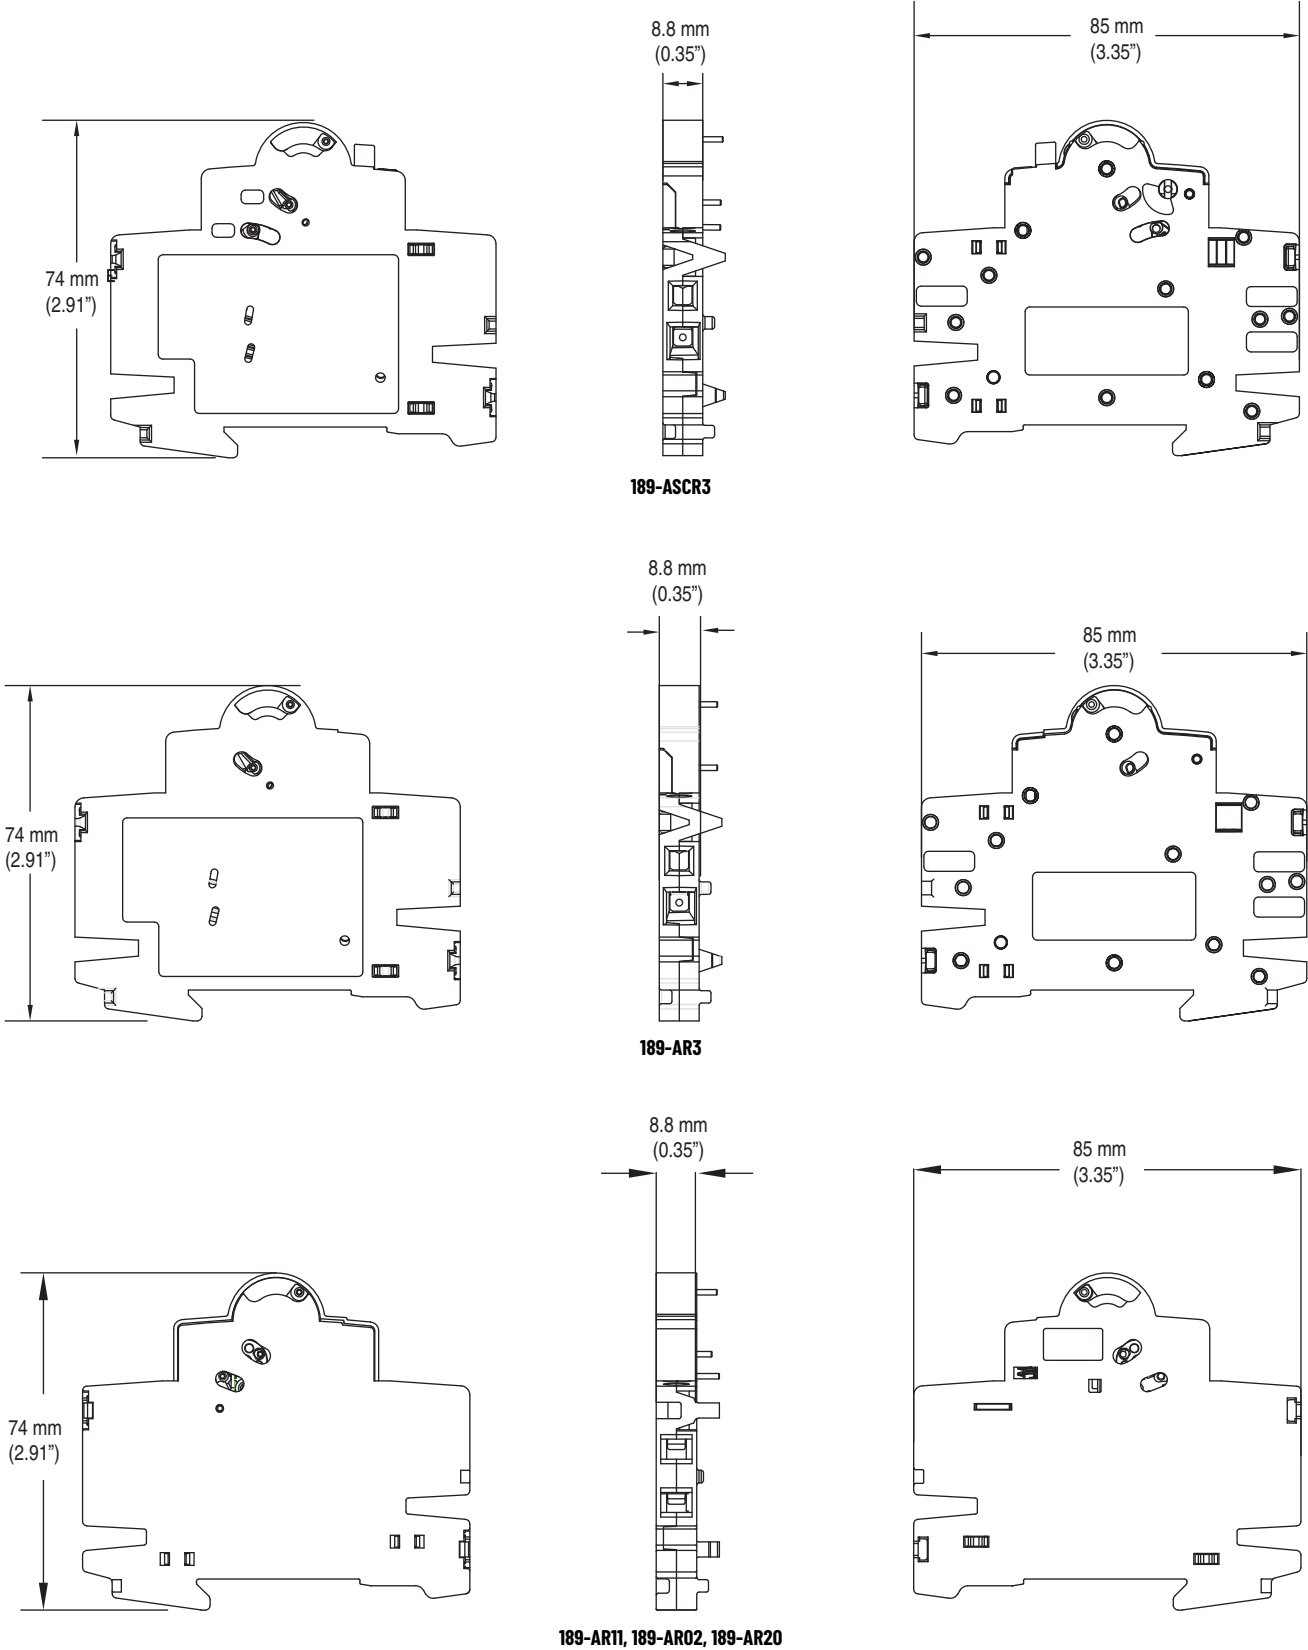 8.8 mm
(0.35”)
85 mm
(3.35”)
74 mm
(2.91”)
189-ASCR3
8.8 mm
(0.35”)
85 mm
(3.35”)
74 mm
(2.91”)
189-AR3
8.8 mm
(0.35”)
85 mm
(3.35”)
74 mm
(2.91”)
189-AR11, 189-AR02, 189-AR20